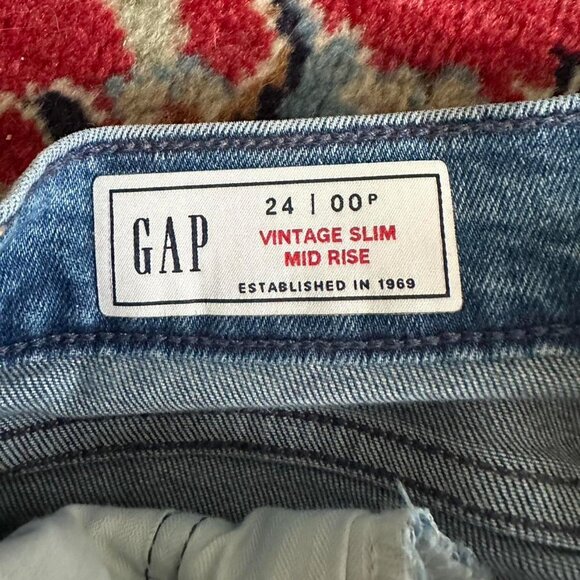 GAP
24 | 00P
VINTAGE SLIM
MID RISE
ESTABLISHED IN 1969